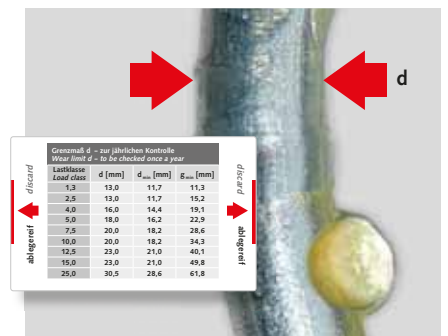 d
Grenzmaß d – zur jährlichen Kontrolle
Wear limit d – to be checked once a year
Lastklasse d [mm] dmin [mm] gmin [mm]
Load class
1,3 13,0 11,7 11,3
2,5 13,0 11,7 15,2
4,0 16,0 14,4 19,1
5,0 18,0 16,2 22,9
7,5 20,0 18,2 28,6
10,0 20,0 18,2 34,3
12,5 23,0 21,0 40,1
15,0 23,0 21,0 49,8
25,0 30,5 28,6 61,8
discard
ablegereif
discard
ablegereif